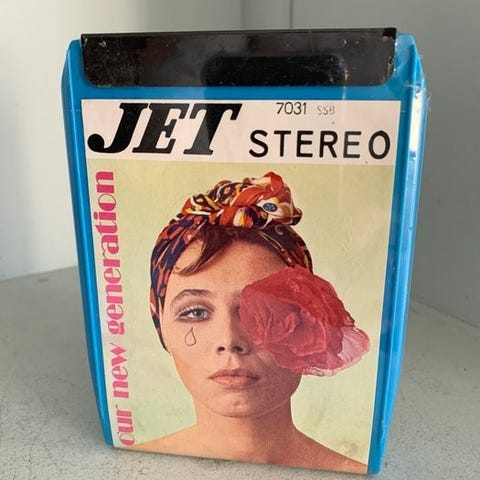 7031 SSB
JET STEREO
our new generation